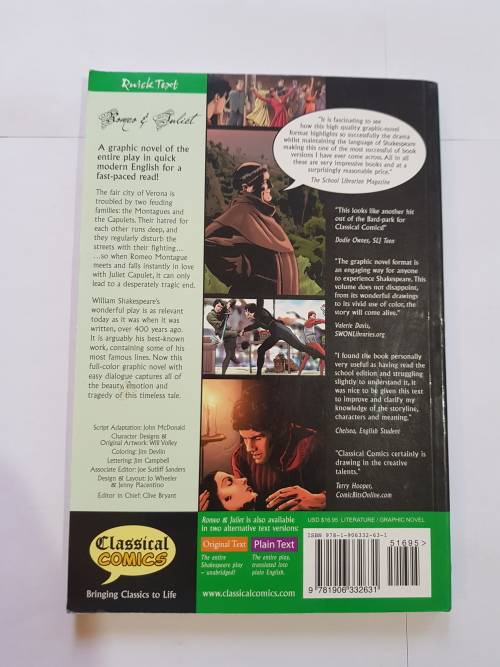 Quick Text
Romeo & Juliet
A graphic novel of the
entire play in quick
modern English for a
fast-paced read!
The fair city of Verona is
troubled by two feuding
families: the Montagues and
the Capulets. Their hatred for
each other runs deep, and
they regularly disturb the
streets with their fighting...
...so when Romeo Montague
meets and falls instantly in love
with Juliet Capulet, it can only
lead to a desperately tragic end.
William Shakespeare's
wonderful play is as relevant
today as it was when it was
written, over 400 years ago.
It is arguably his best-known
work, containing some of his
most famous lines. Now this
full-color graphic novel with
easy dialogue captures all of
the beauty, emotion and
tragedy of this timeless tale.
Script Adaptation: John McDonald
Character Designs &
Original Artwork: Will Volley
Coloring: Jim Devlin
Lettering: Jim Campbell
Associate Editor: Joe Sutliff Sanders
Design & Layout: Jo Wheeler
& Jenny Placentino
Editor in Chief: Clive Bryant
"It is fascinating to see
how this high quality graphic-novel
format highlights so successfully the drama
whilst maintaining the language of Shakespeare
making this one of the most successful of book
versions I have ever come across. All in all
these are very impressive books and at a
surprisingly reasonable price."
The School Librarian Magazine
"This looks like another hit
out of the Bard-park for
Classical Comics!"
Dodie Ownes, SLJ Teen
"The graphic novel format is
an engaging way for anyone
to experience Shakespeare. This
volume does not disappoint,
from its wonderful drawings
to its vivid use of color, the
story will come alive."
Valerie Davis,
SWONLibraries.org
"I found the book personally
very useful as having read the
school edition and struggling
slightly to understand it, it
was nice to be given this text
to improve and clarify my
knowledge of the storyline,
characters and meaning."
Chelsea, English Student
"Classical Comics certainly
is drawing in the creative
talents."
Terry Hooper,
ComicBitsOnline.com
Classical
COMICS
Bringing Classics to Life
Romeo & Juliet is also available
in two alternative text versions:
Original Text
The entire
Shakespeare play
– unabridged!
Plain Text
The entire play,
translated into
plain English.
www.classicalcomics.com
USD $16.95 LITERATURE / GRAPHIC NOVEL
ISBN 978-1-906332-63-1
51695>
9 781906 332631